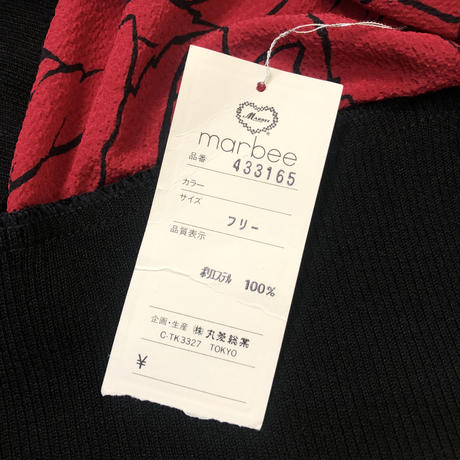 Marbee
®
marbee
品番 433165
カラー
サイズ フリー
品質表示
ポリエステル 100%
企画・生産 ㈱丸菱総業
C-TK3327 TOKYO
¥